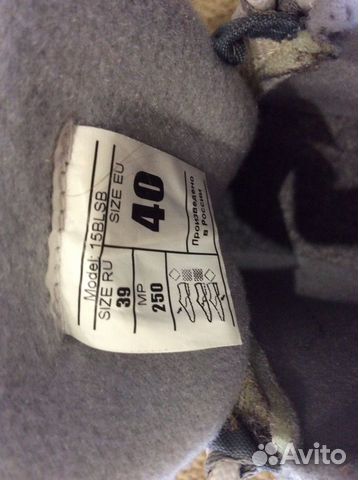 Model: 15BLSB
SIZE RU
39
MP
250
SIZE EU
40
Произведено
в России
Avito